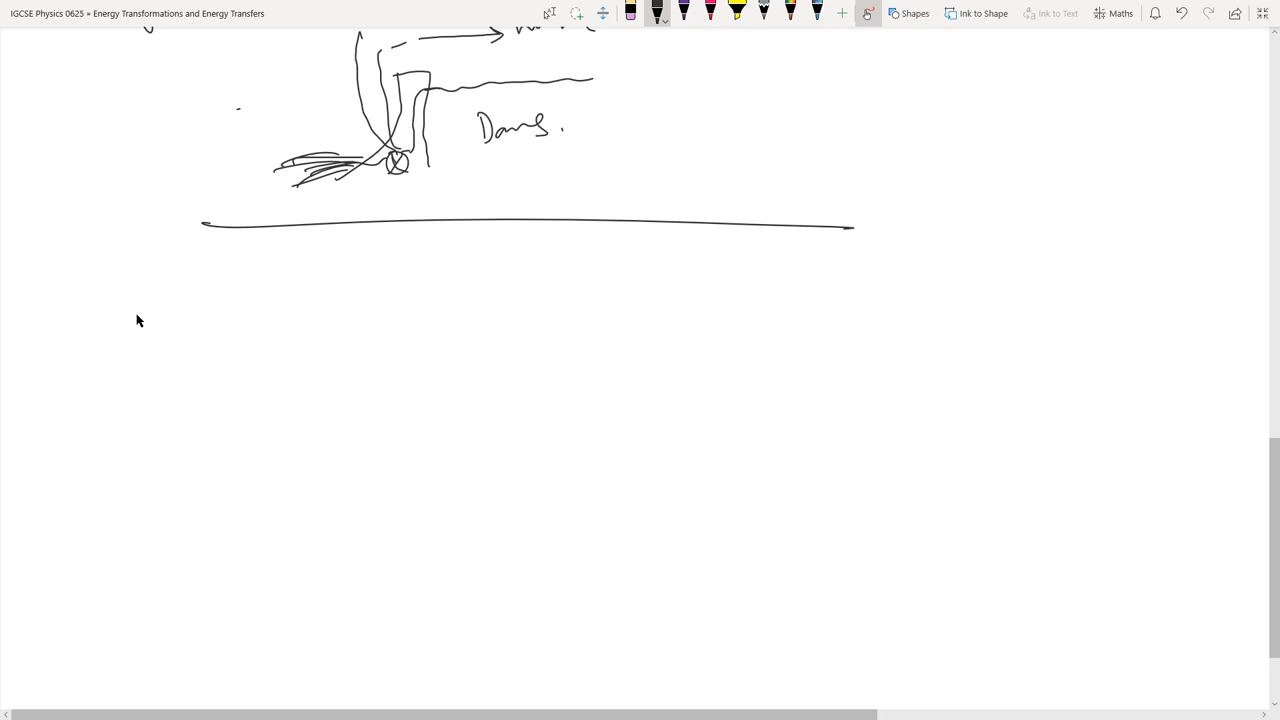 IGCSE Physics 0625 » Energy Transformations and Energy Transfers
Shapes
Ink to Shape
Ink to Text
Maths
Dams.